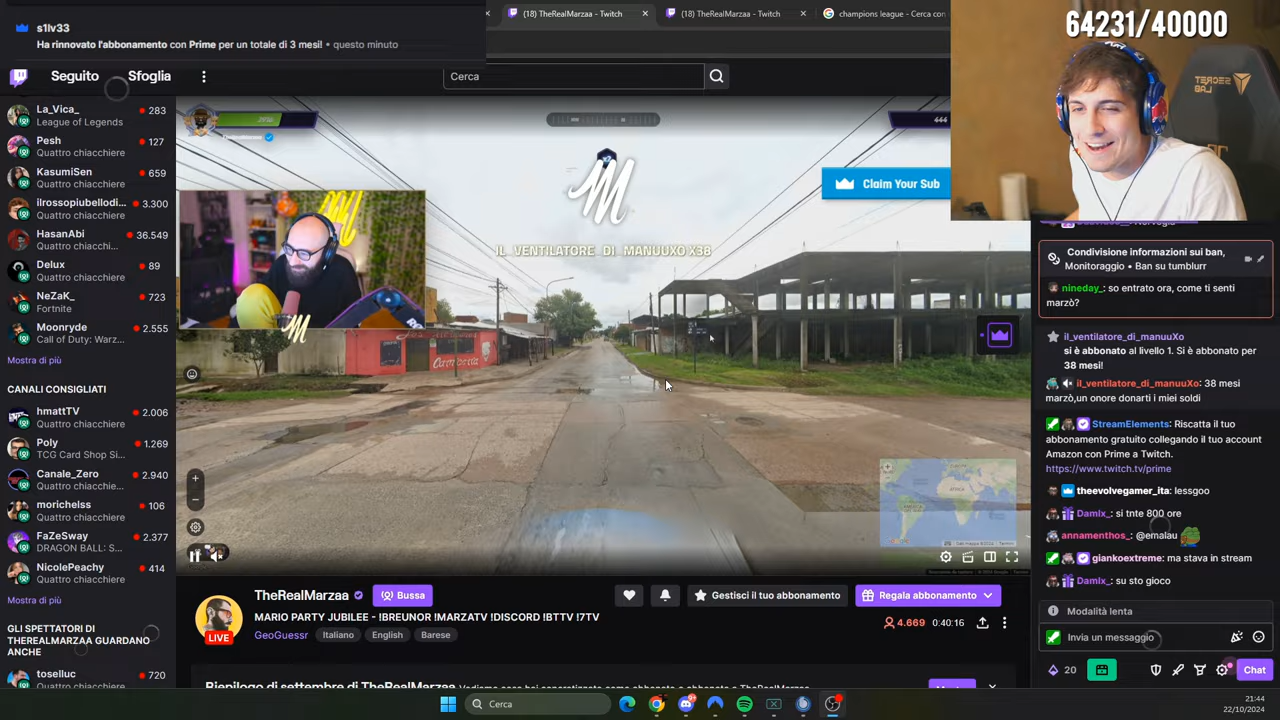 s1lv33
Ha rinnovato l'abbonamento con Prime per un totale di 3 mesi! • questo minuto
(18) TheRealMarzaa - Twitch
(18) TheRealMarzaa - Twitch
champions league - Cerca con
64231/40000
Seguito
Sfoglia
Cerca
La_Vica_
283
League of Legends
Pesh
127
Quattro chiacchiere
KasumiSen
659
Quattro chiacchiere
ilrossopiubellodi...
3.300
Quattro chiacchiere
HasanAbi
36.549
Quattro chiacchi...
Delux
89
Quattro chiacchiere
NeZaK_
723
Fortnite
Moonryde
2.555
Call of Duty: Warz...
Mostra di più
CANALI CONSIGLIATI
hmattTV
2.006
Quattro chiacchiere
Poly
1.269
TCG Card Shop Si...
Canale_Zero
2.940
Quattro chiacchie...
moricheiss
106
Quattro chiacchiere
FaZeSway
2.377
DRAGON BALL: S...
NicolePeachy
414
Quattro chiacchiere
Mostra di più
GLI SPETTATORI DI
THEREALMARZAA GUARDANO
ANCHE
toselluc
720
M
IL VENTILATORE DI MANUUXO X38
Claim Your Sub
SECRET
LAB
TheRealMarzaa
Bussa
LIVE
MARIO PARTY JUBILEE - !BREUNOR !MARZATV !DISCORD !BTTV !7TV
GeoGuessr
Italiano
English
Barese
Gestisci il tuo abbonamento
Regala abbonamento
4.669
0:40:16
Riepilogo di settembre di TheRealMarzaa
Condivisione informazioni sui ban,
Monitoraggio • Ban su tumblurr
nineday_: so entrato ora, come ti senti
marzò?
il_ventilatore_di_manuuXo
si è abbonato al livello 1. Si è abbonato per
38 mesi!
il_ventilatore_di_manuuXo: 38 mesi
marzò,un onore donarti i miei soldi
StreamElements: Riscatta il tuo
abbonamento gratuito collegando il tuo account
Amazon con Prime a Twitch.
https://www.twitch.tv/prime
theevolvegamer_ita: lessgoo
Damix_: si tnte 800 ore
annamenthos_: @emalau
giankoextreme: ma stava in stream
Damix_: su sto gioco
Modalità lenta
Invia un messaggio
20
Chat
Cerca
21:44
22/10/2024